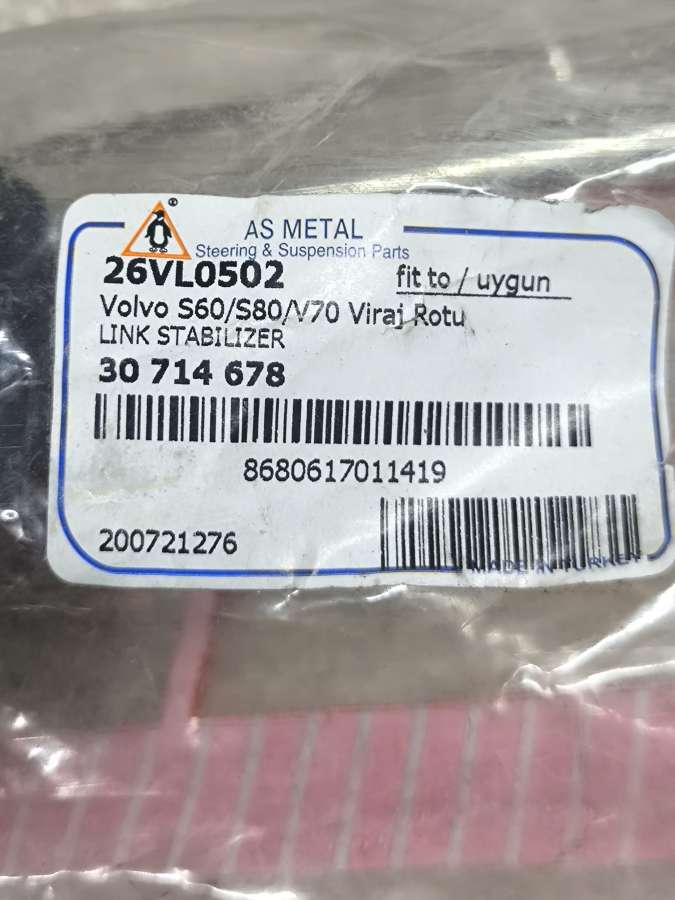 ®
AS METAL
Steering & Suspension Parts
26VL0502 fit to / uygun
Volvo S60/S80/V70 Viraj Rotu
LINK STABILIZER
30 714 678
8680617011419
200721276
MADE IN TURKEY